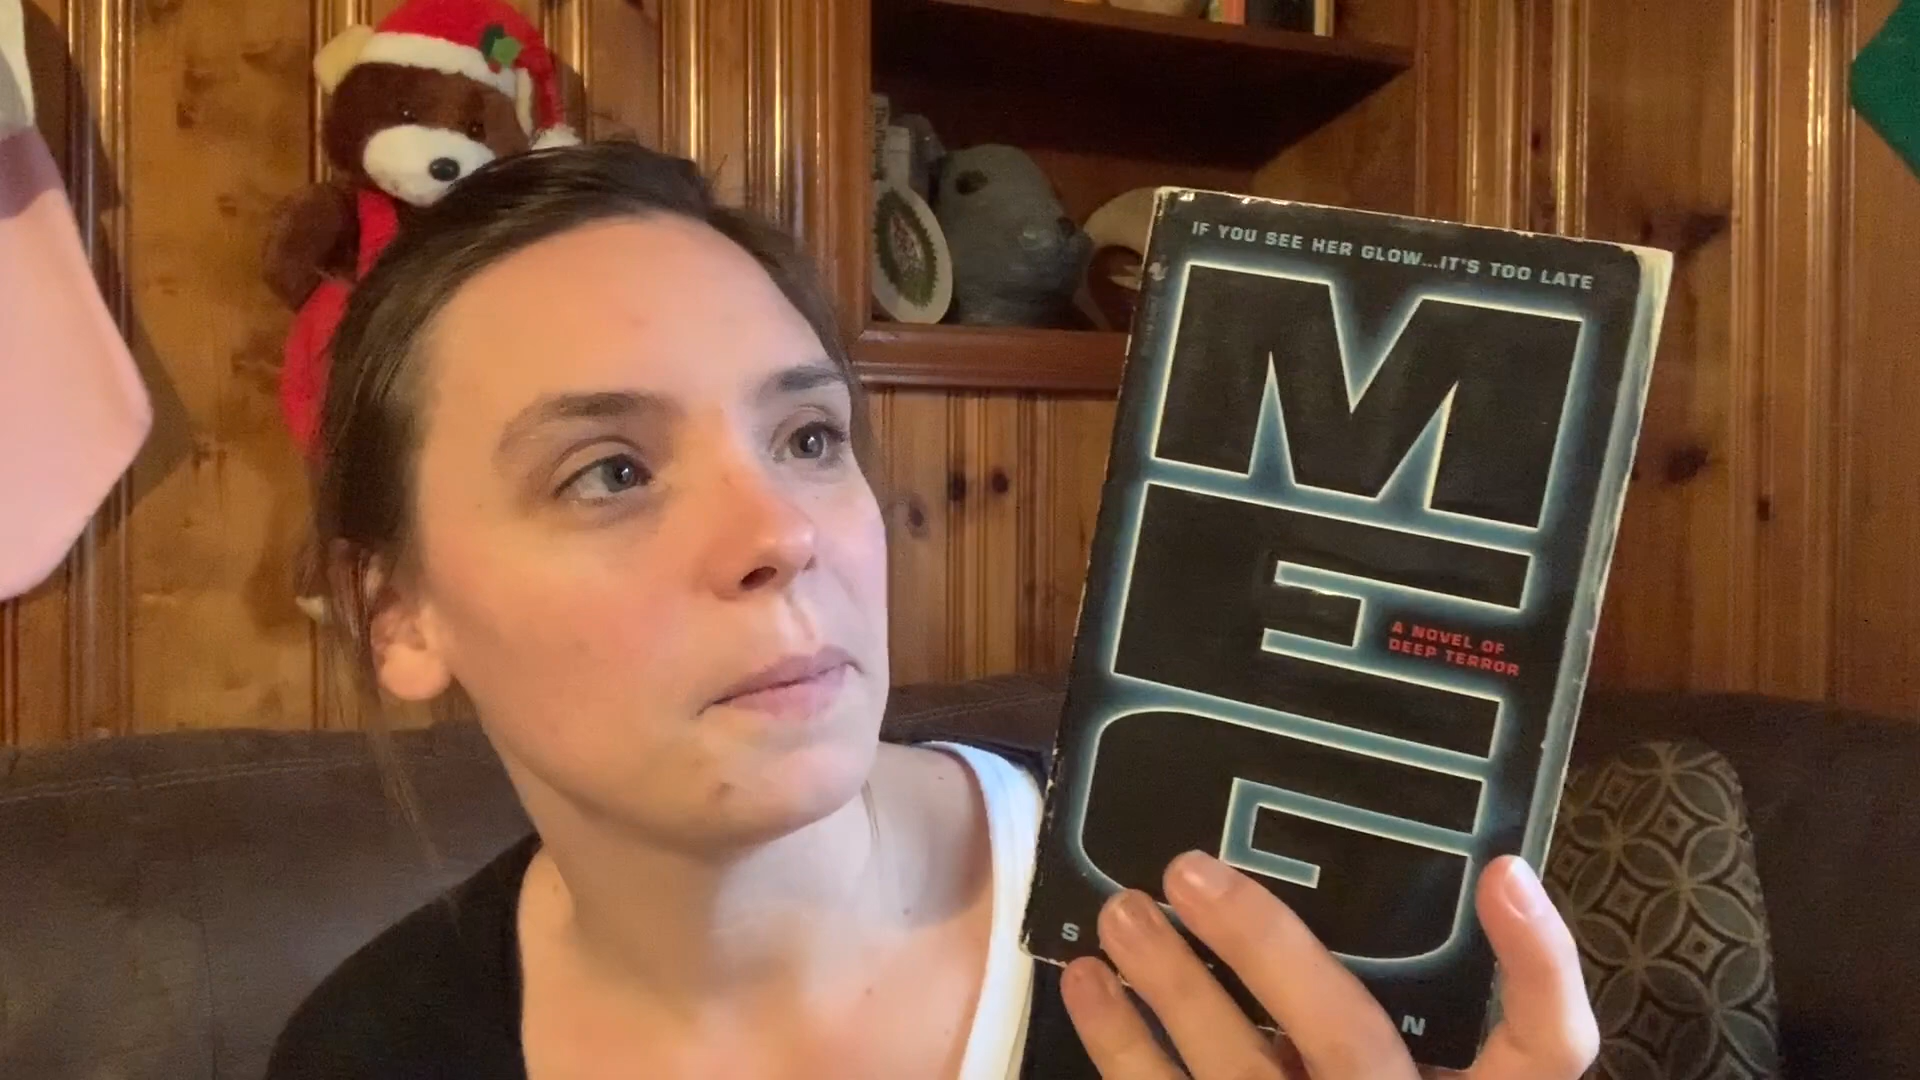 IF YOU SEE HER GLOW...IT'S TOO LATE
MEG
A NOVEL OF
DEEP TERROR